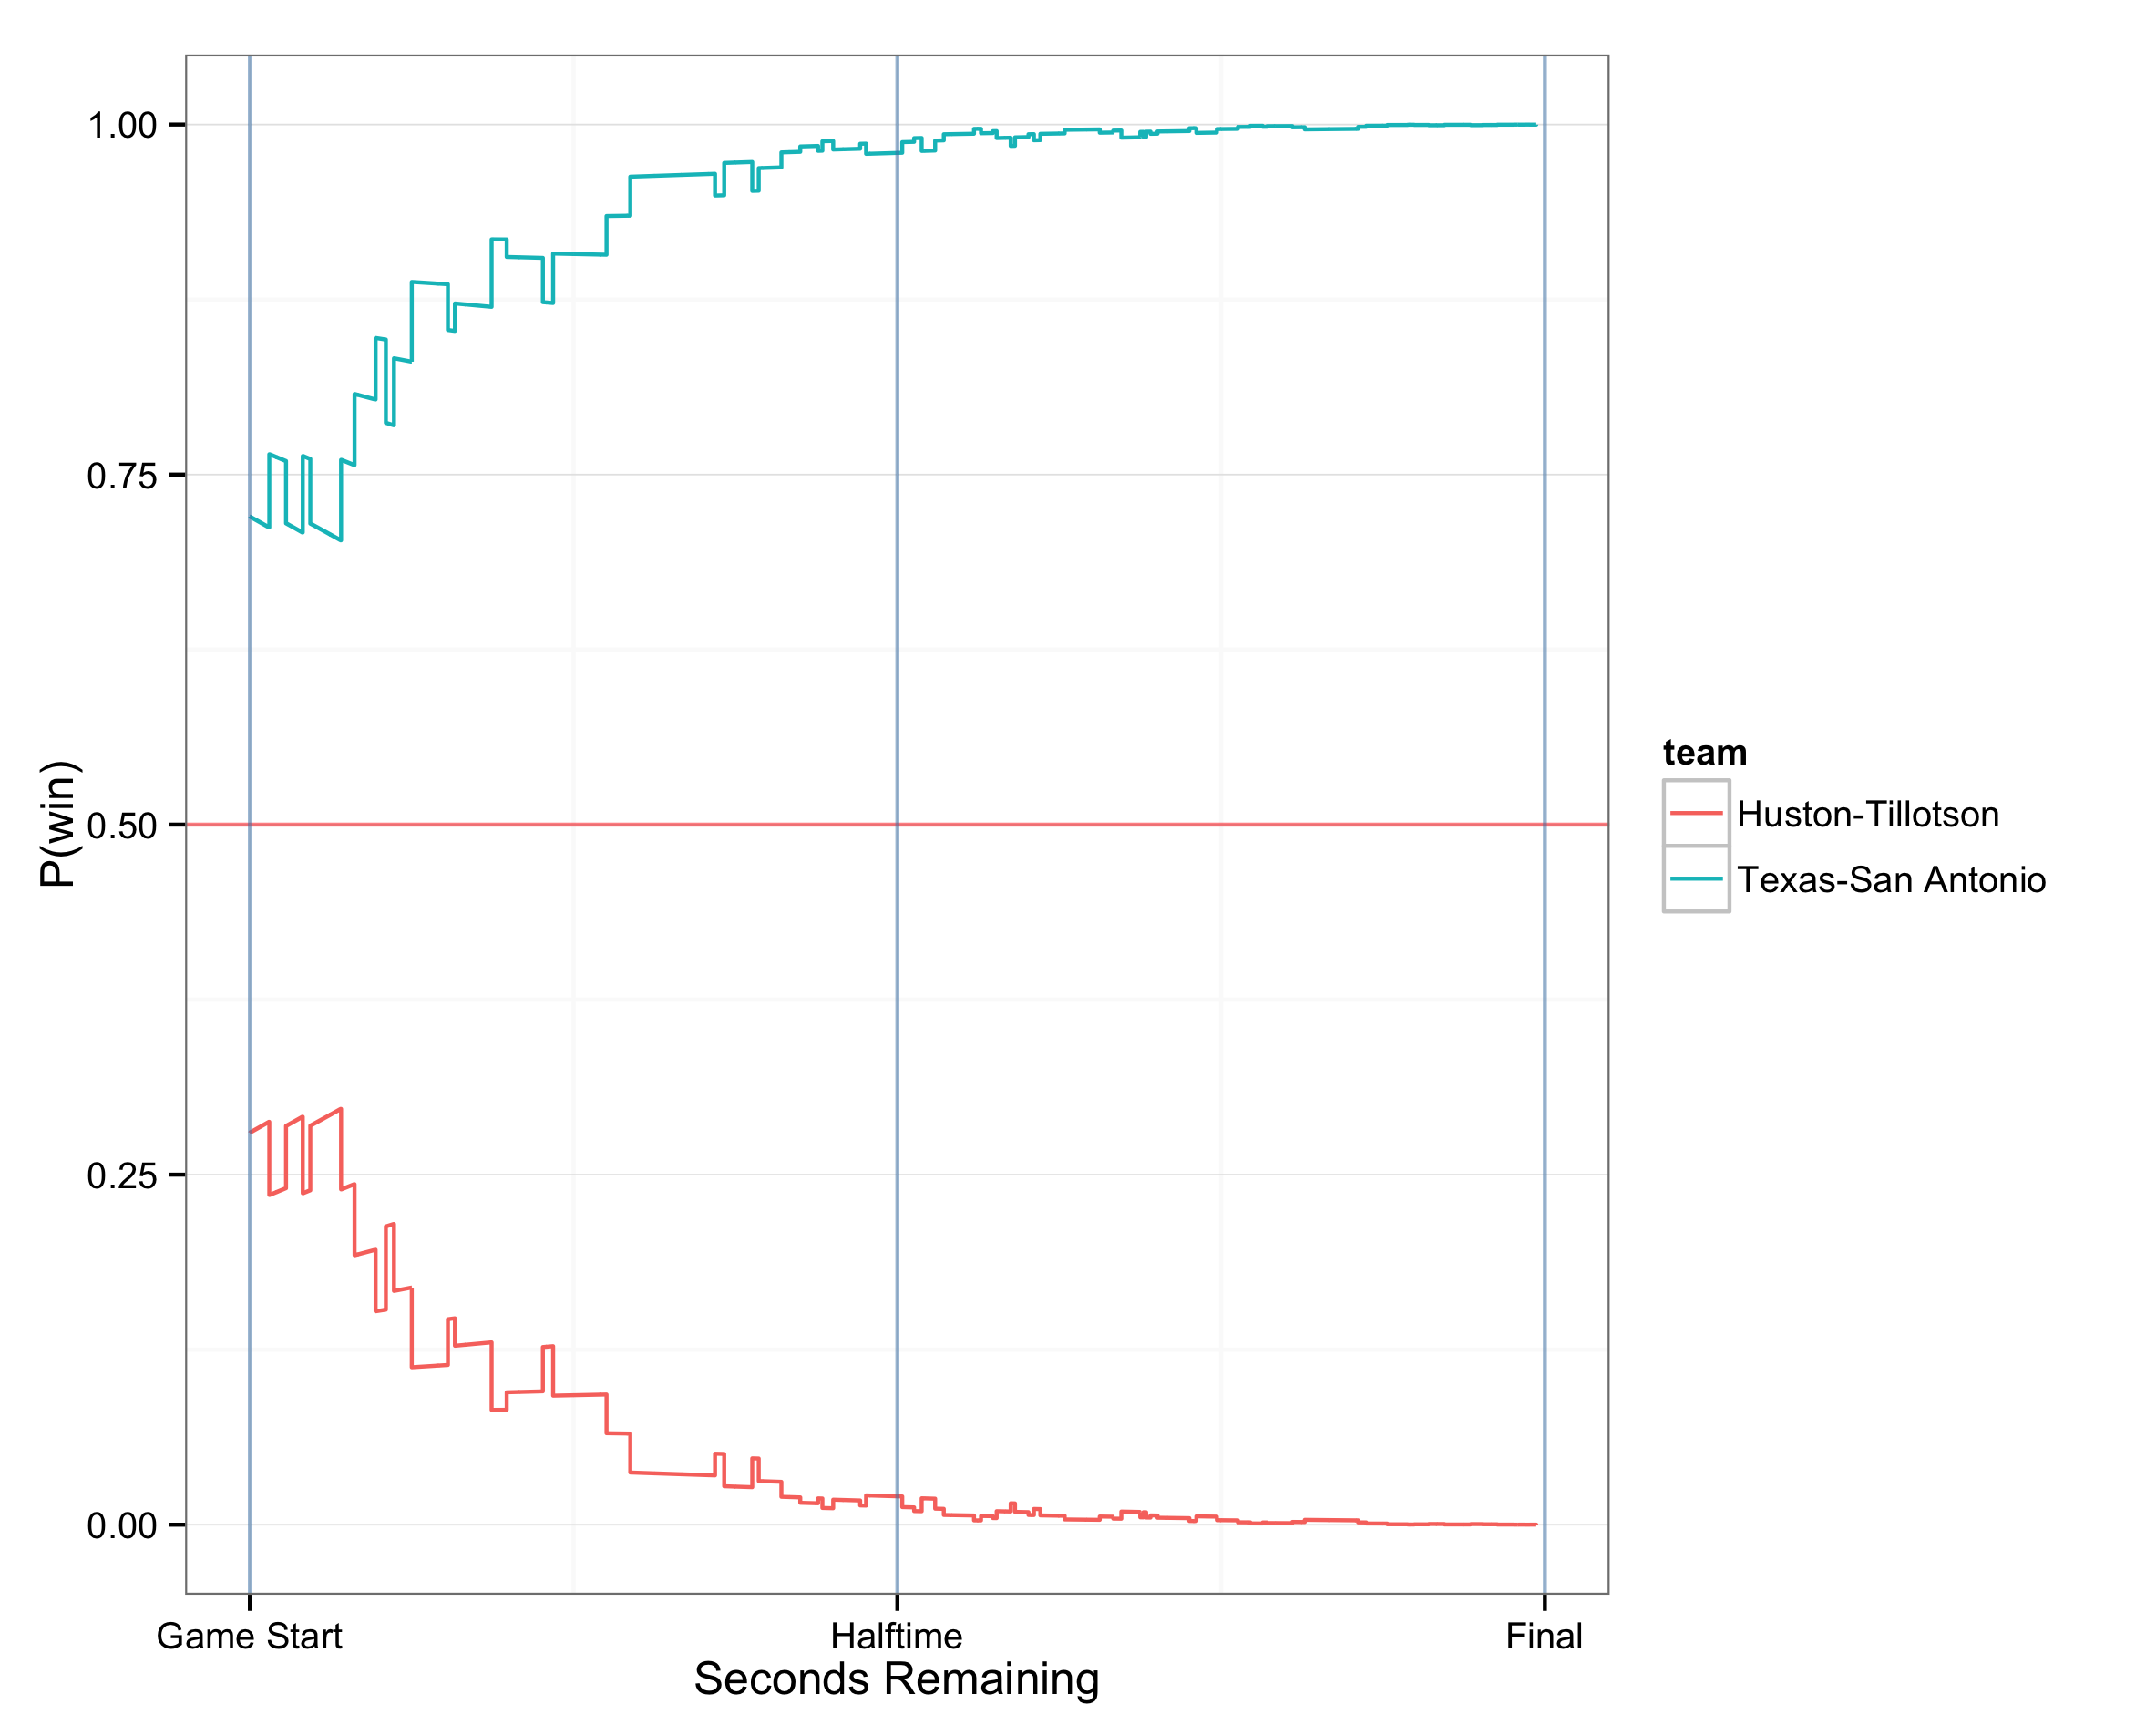 1.00
0.75
0.50
0.25
0.00
P(win)
Game Start
Halftime
Final
Seconds Remaining
team
Huston-Tillotson
Texas-San Antonio